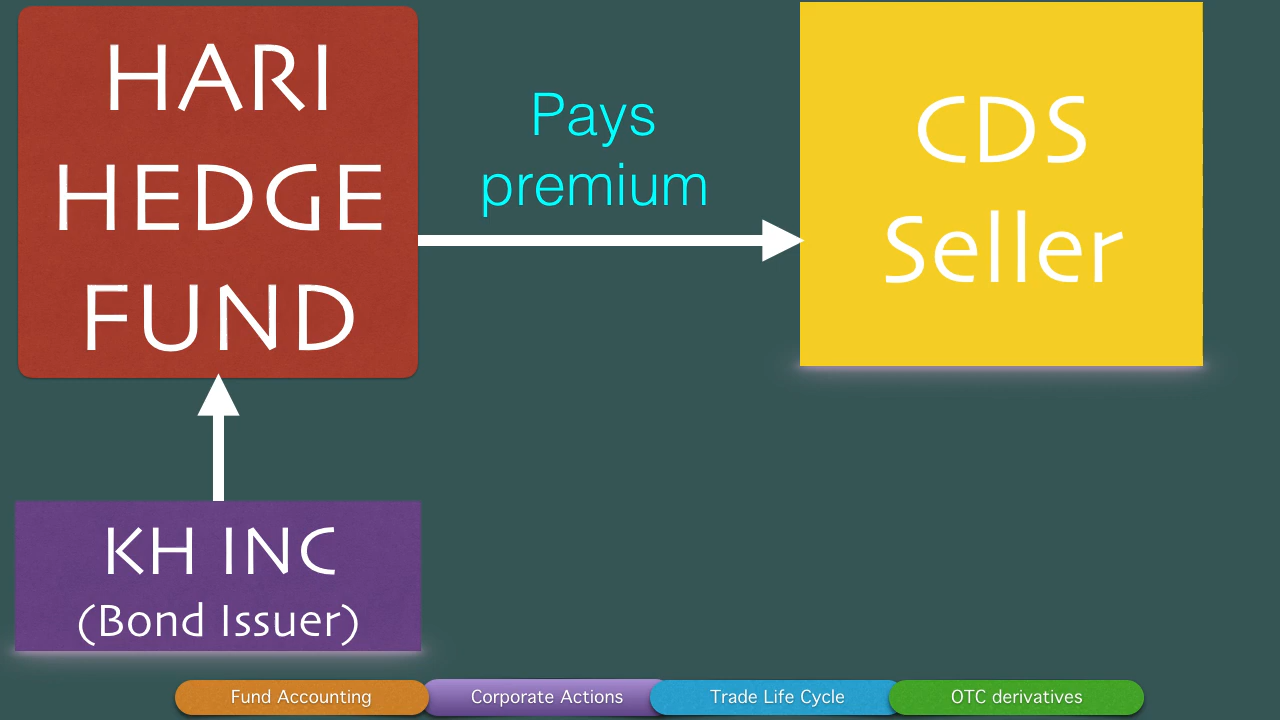 HARI
HEDGE
FUND
Pays
premium
CDS
Seller
KH INC
(Bond Issuer)
Fund Accounting
Corporate Actions
Trade Life Cycle
OTC derivatives